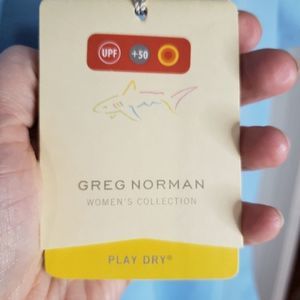 UPF +50
GREG NORMAN
WOMEN'S COLLECTION
PLAY DRY®